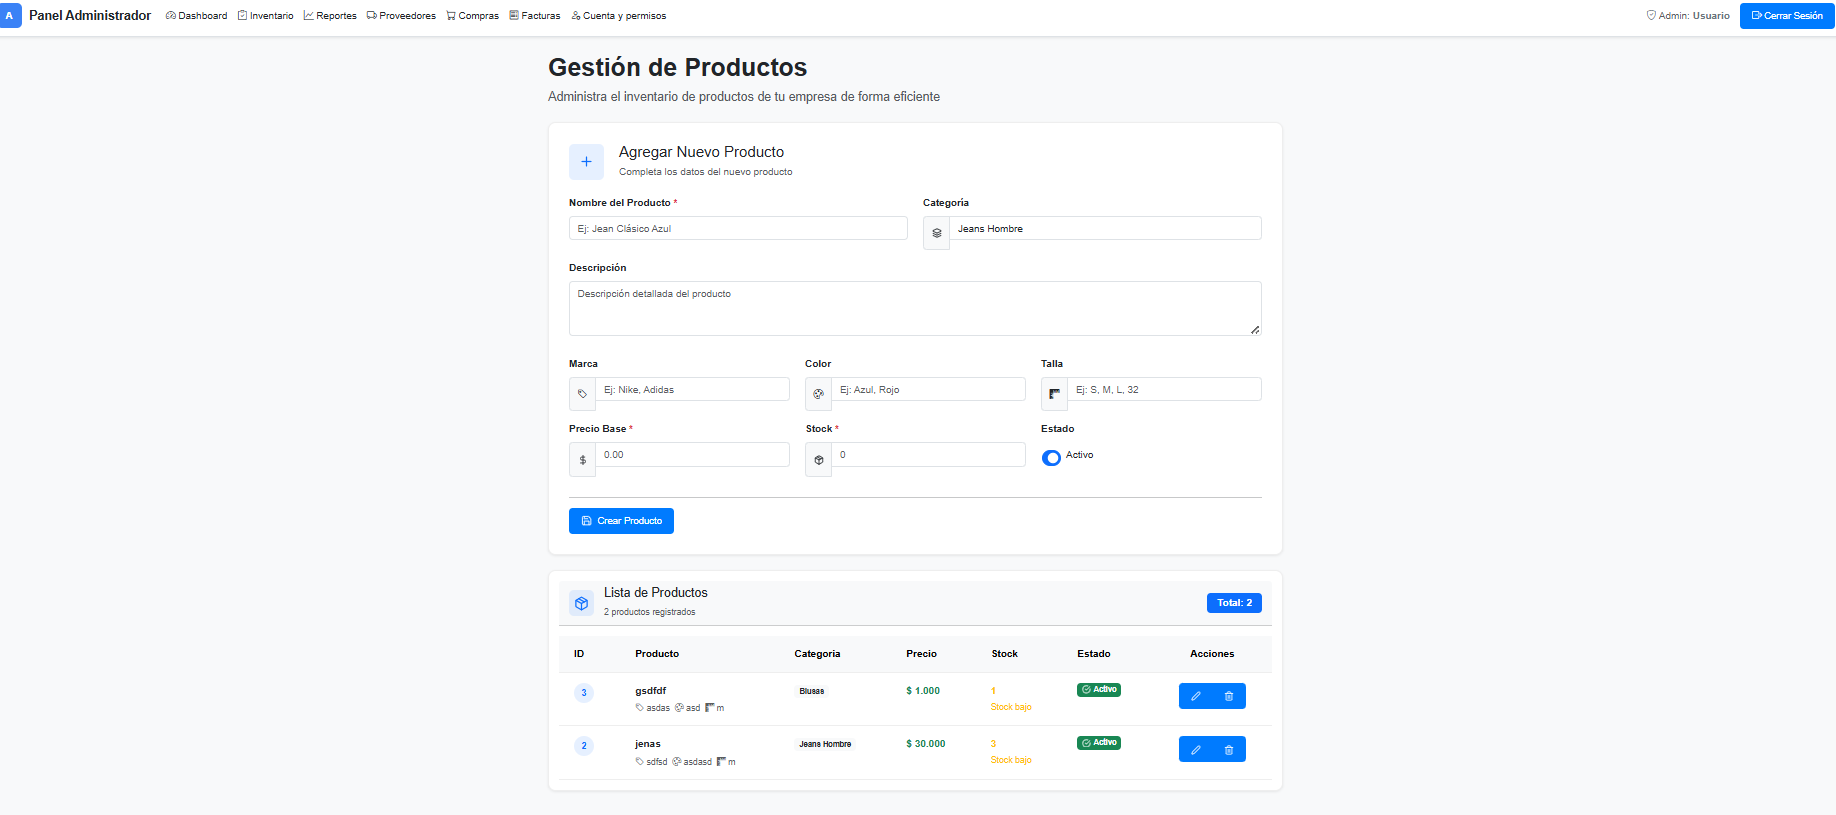 A Panel Administrador Dashboard Inventario Reportes Proveedores Compras Facturas Cuenta y permisos Admin: Usuario Cerrar Sesión
Gestión de Productos
Administra el inventario de productos de tu empresa de forma eficiente
Agregar Nuevo Producto
Completa los datos del nuevo producto
Nombre del Producto * Categoría
Ej: Jean Clásico Azul Jeans Hombre
Descripción
Descripción detallada del producto
Marca Color Talla
Ej: Nike, Adidas Ej: Azul, Rojo Ej: S, M, L, 32
Precio Base * Stock * Estado
$ 0.00 0 Activo
Crear Producto
Lista de Productos
2 productos registrados
Total: 2
ID Producto Categoría Precio Stock Estado Acciones
3 gsdfdf Blusas $ 1.000 1 Activo
asdas asd m Stock bajo
2 jenas Jeans Hombre $ 30.000 3 Activo
sdfsd asdasd m Stock bajo